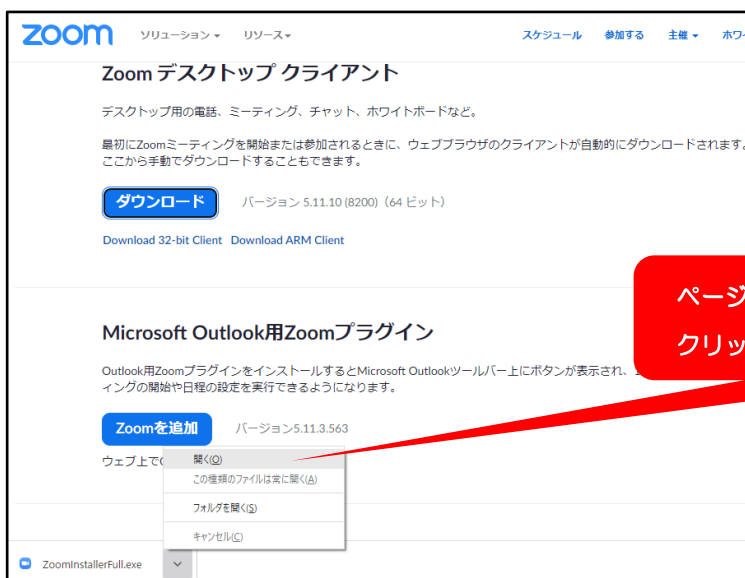 zoom ソリューション リソース スケジュール 参加する 主催 ホワイ
Zoom デスクトップ クライアント
デスクトップ用の電話、ミーティング、チャット、ホワイトボードなど。
最初にZoomミーティングを開始または参加されるときに、ウェブブラウザのクライアントが自動的にダウンロードされます。
ここから手動でダウンロードすることもできます。
ダウンロード バージョン 5.11.10 (8200)（64 ビット）
Download 32-bit Client Download ARM Client
ページ
クリッ
Microsoft Outlook用Zoomプラグイン
Outlook用ZoomプラグインをインストールするとMicrosoft Outlookツールバー上にボタンが表示され、
ィングの開始や日程の設定を実行できるようになります。
Zoomを追加 バージョン5.11.3.563
ウェブ上で
開く(O)
この種類のファイルは常に開く(A)
フォルダを開く(S)
キャンセル(C)
ZoomInstallerFull.exe